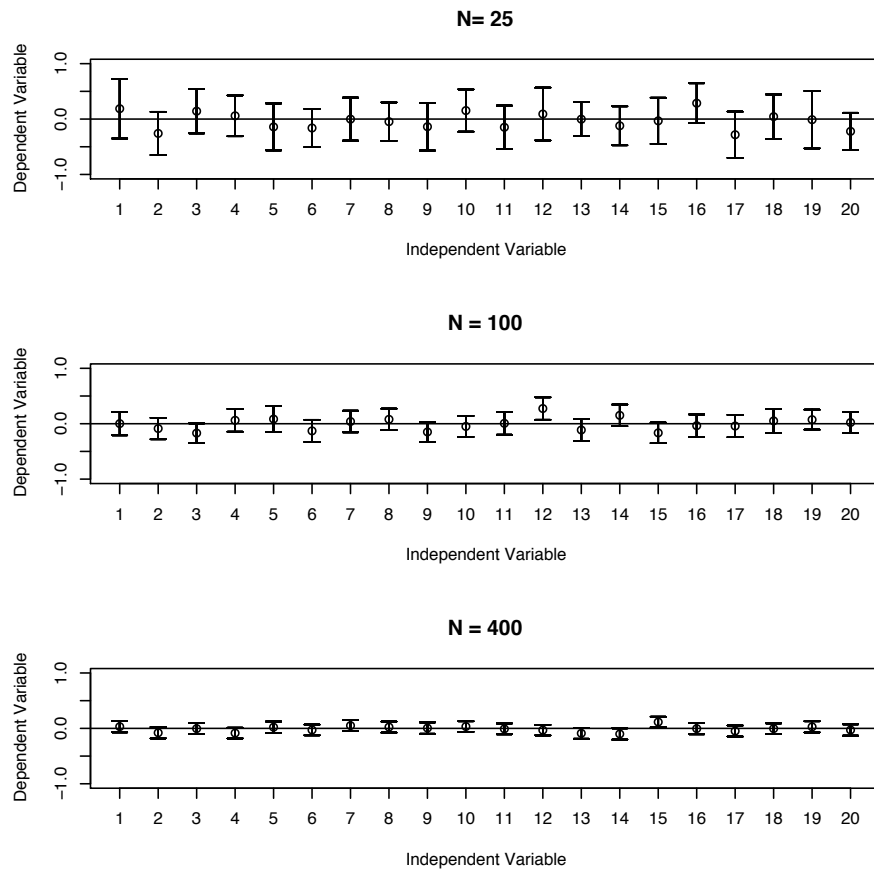 N= 25
Dependent Variable
1.0
0.0
−1.0
1 2 3 4 5 6 7 8 9 10 11 12 13 14 15 16 17 18 19 20
Independent Variable
N = 100
Dependent Variable
1.0
0.0
−1.0
1 2 3 4 5 6 7 8 9 10 11 12 13 14 15 16 17 18 19 20
Independent Variable
N = 400
Dependent Variable
1.0
0.0
−1.0
1 2 3 4 5 6 7 8 9 10 11 12 13 14 15 16 17 18 19 20
Independent Variable